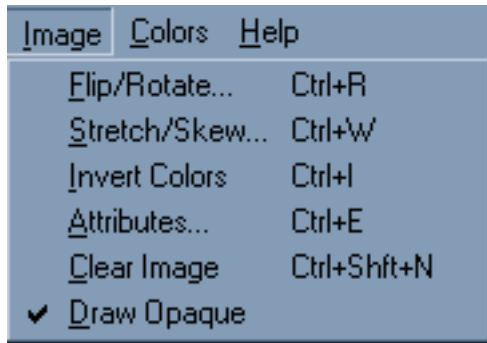 Image Colors Help
Flip/Rotate... Ctrl+R
Stretch/Skew... Ctrl+W
Invert Colors Ctrl+I
Attributes... Ctrl+E
Clear Image Ctrl+Shft+N
Draw Opaque